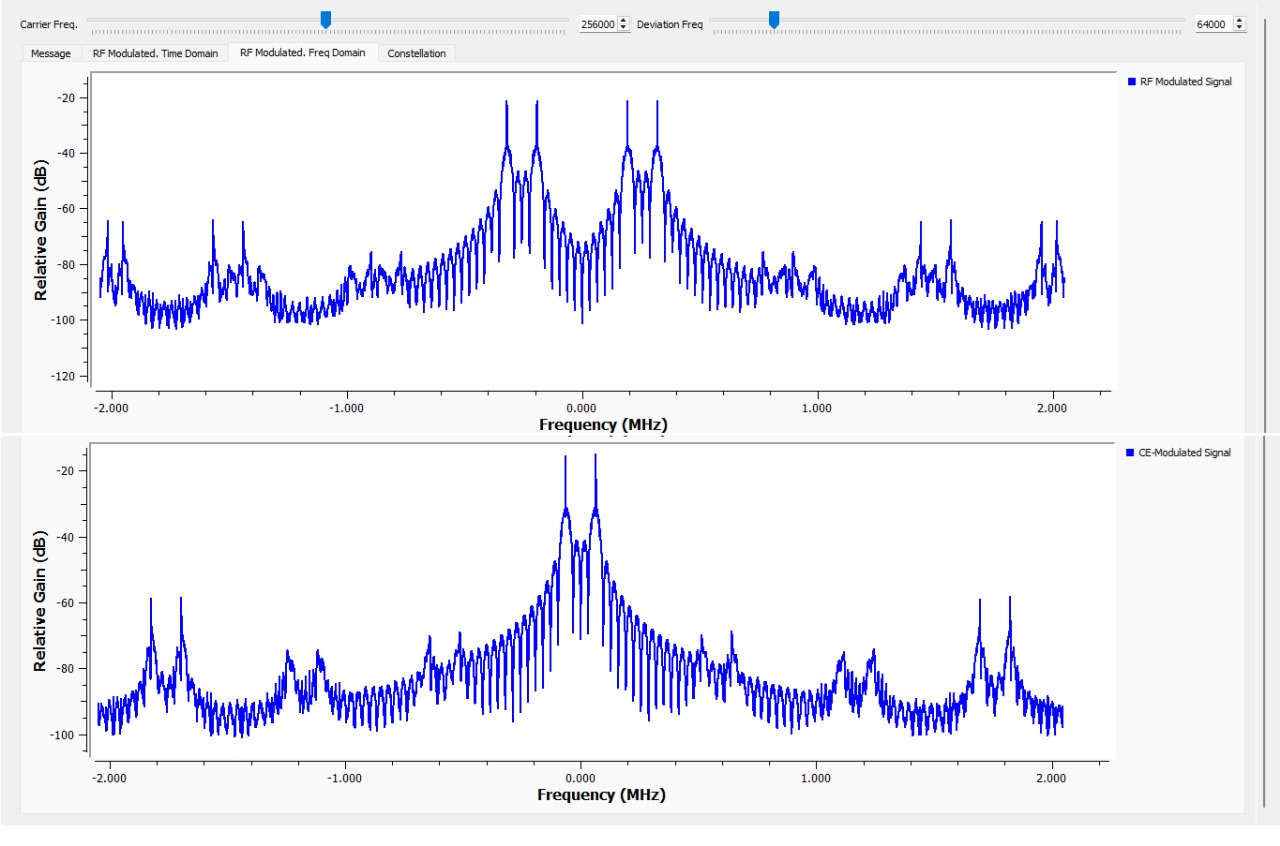 Carrier Freq. 256000 Deviation Freq 64000
Message RF Modulated. Time Domain RF Modulated. Freq Domain Constellation
RF Modulated Signal
Relative Gain (dB)
-20
-40
-60
-80
-100
-120
-2.000 -1.000 0.000 1.000 2.000
Frequency (MHz)
CE-Modulated Signal
Relative Gain (dB)
-20
-40
-60
-80
-100
-2.000 -1.000 0.000 1.000 2.000
Frequency (MHz)